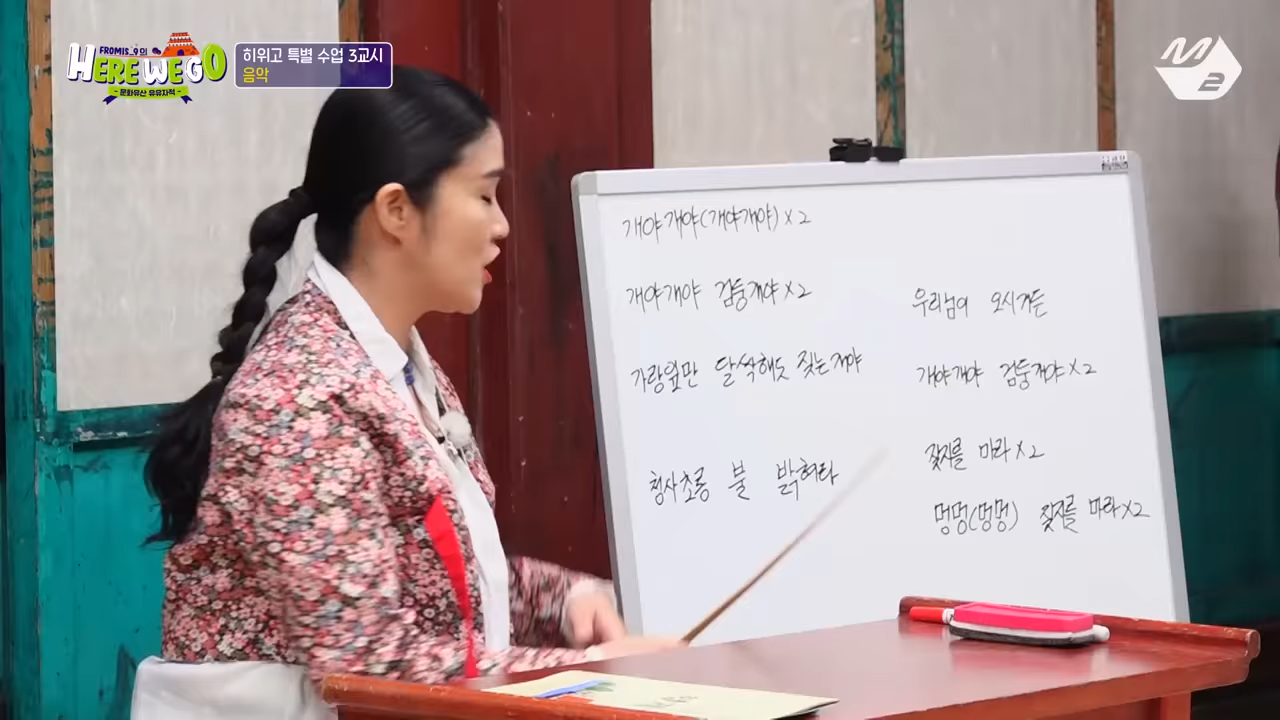 FROMIS_9의
HERE WE GO
- 문화유산 유유자적 -
히위고 특별 수업 3교시
음악
M2
개야개야(개야개야)×2
개야개야 검둥개야×2
가랑잎만 달싹해도 짖는개야
청사초롱 불 밝혀라
우리님이 오시거든
개야개야 검둥개야×2
짖지를 마라×2
멍멍(멍멍) 짖지를 마라×2